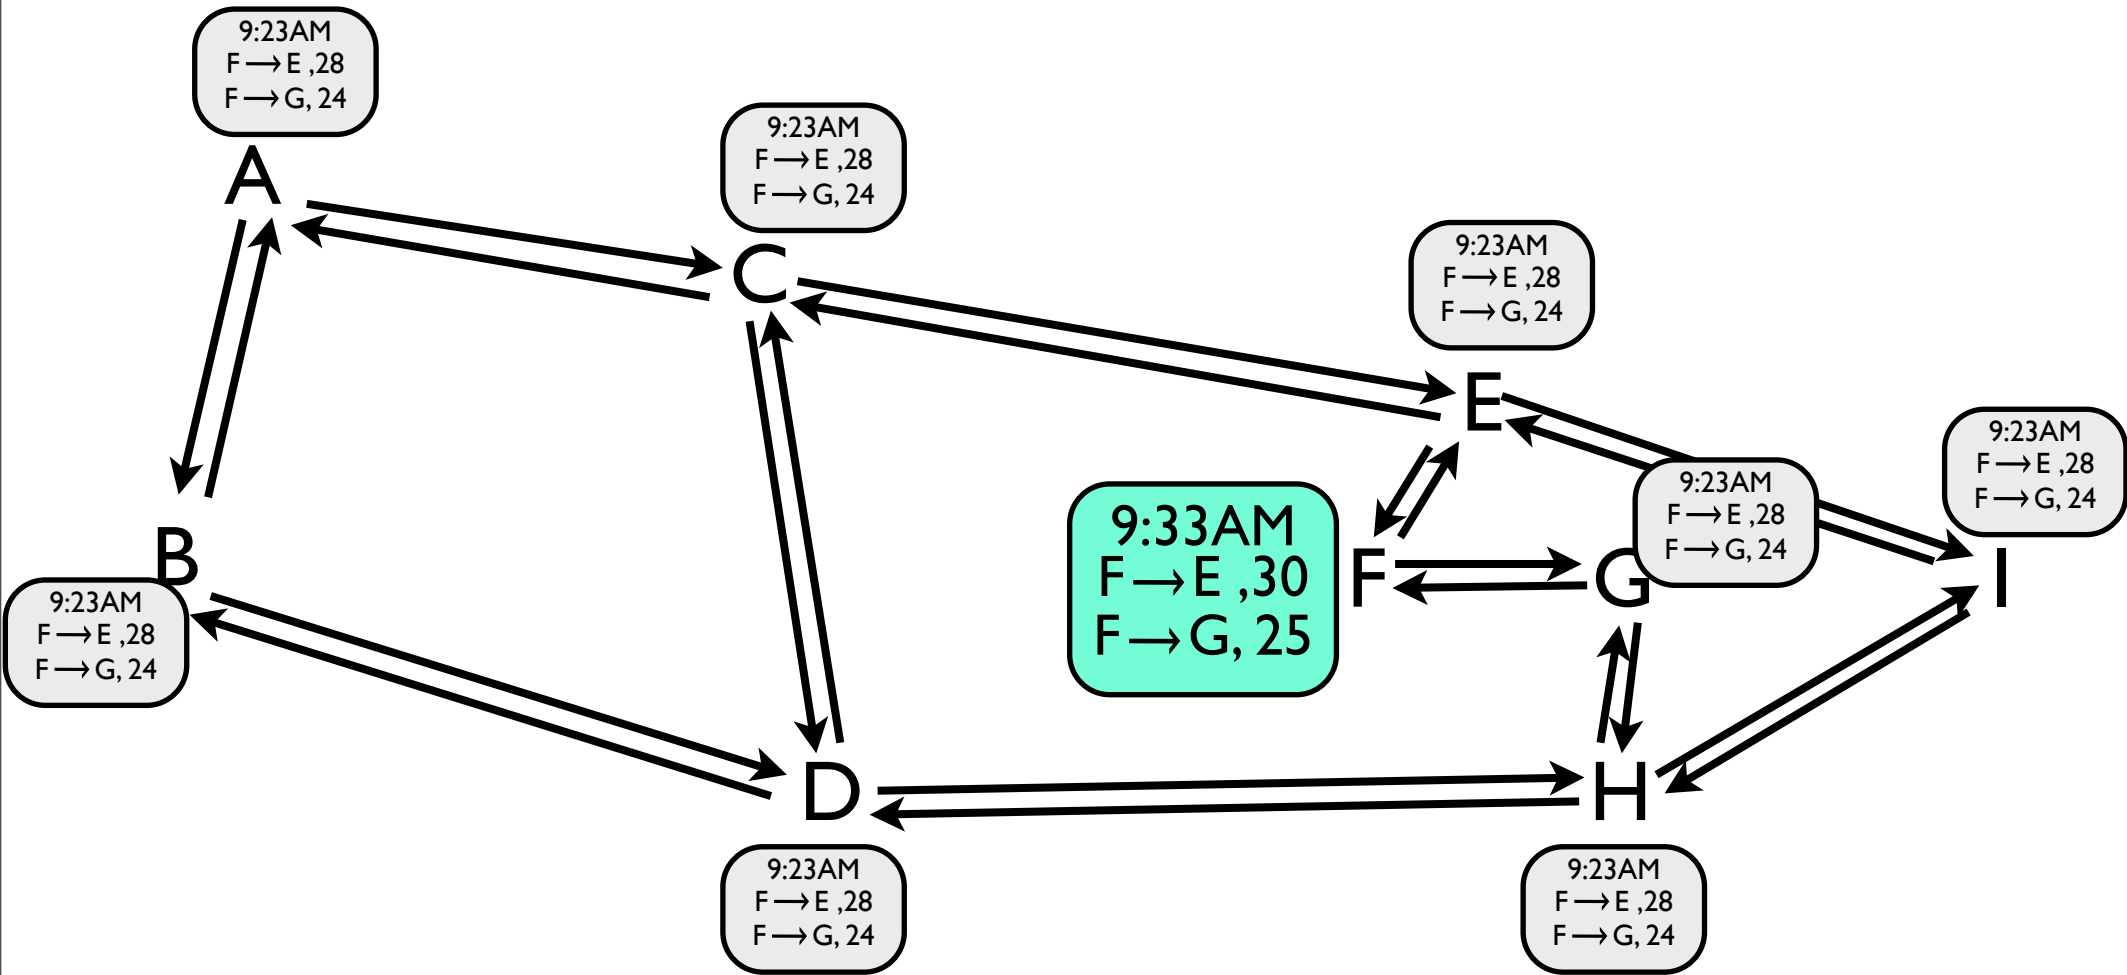 9:23AM
F→E ,28
F→G, 24
A
9:23AM
F→E ,28
F→G, 24
C
9:23AM
F→E ,28
F→G, 24
E
9:23AM
F→E ,28
F→G, 24
I
9:23AM
F→E ,28
F→G, 24
G
9:33AM
F→E ,30
F→G, 25
F
B
9:23AM
F→E ,28
F→G, 24
D
9:23AM
F→E ,28
F→G, 24
H
9:23AM
F→E ,28
F→G, 24